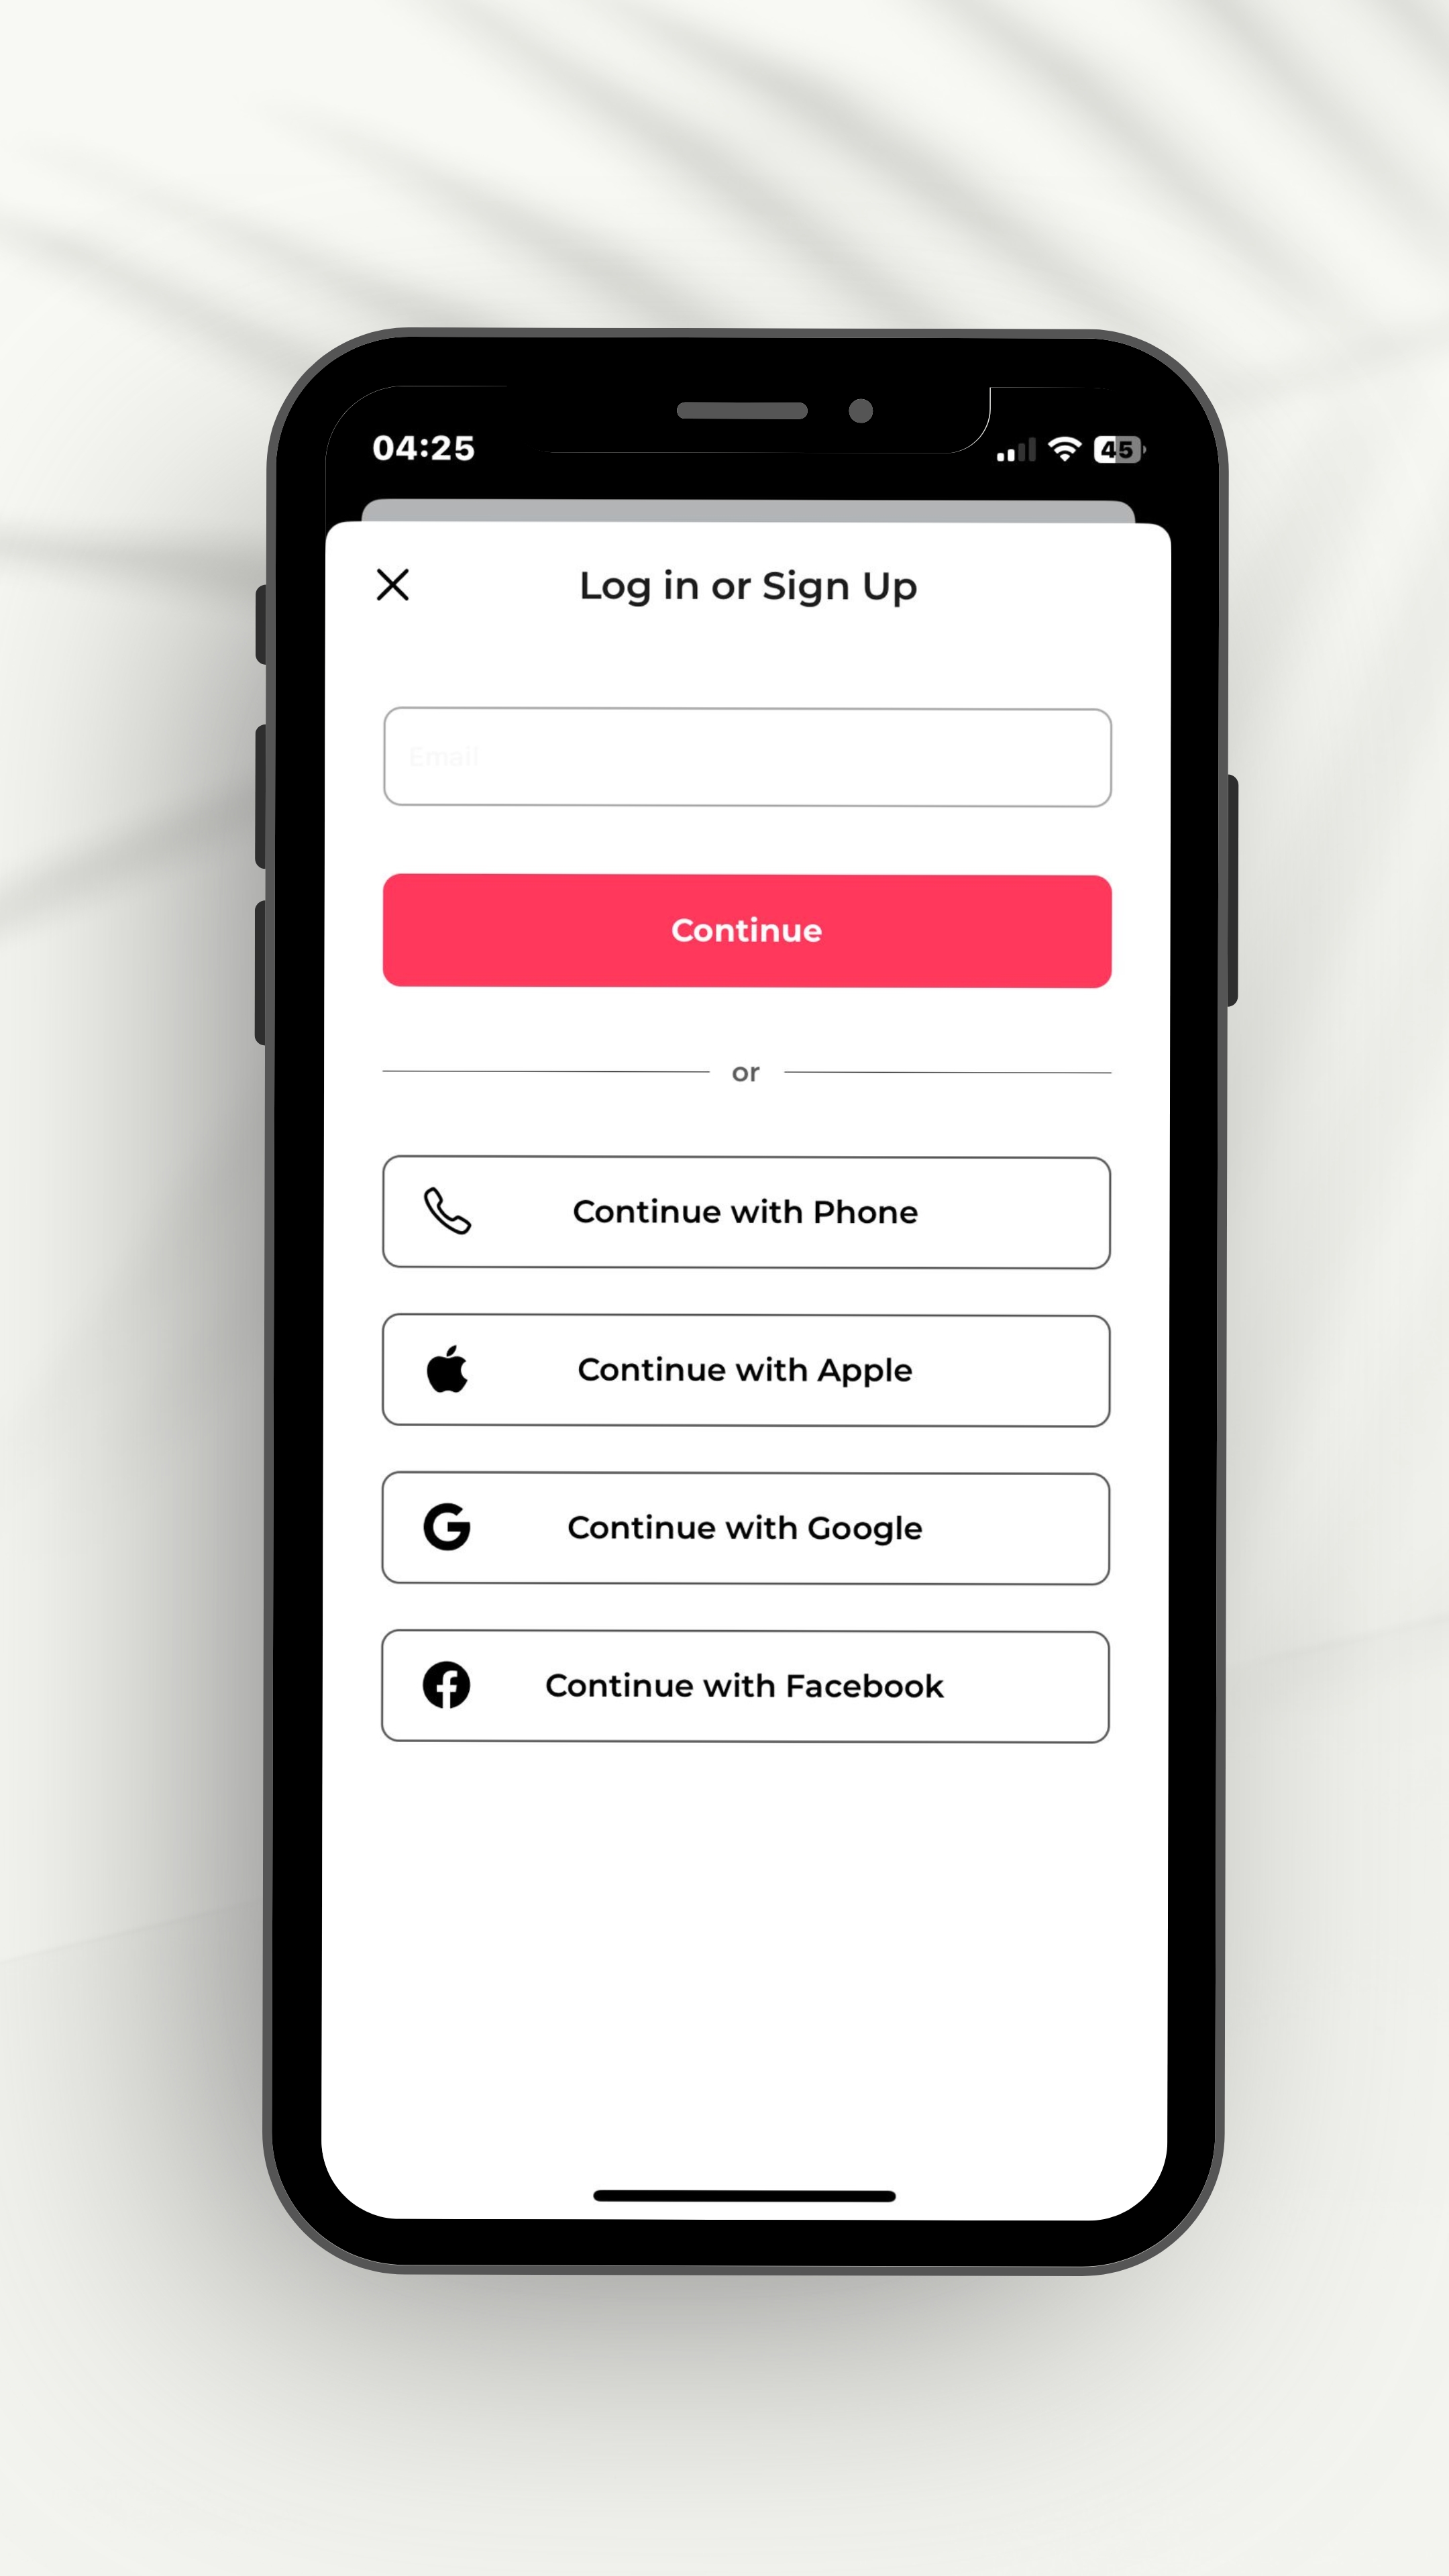 04:25
45
Log in or Sign Up
Email
Continue
or
Continue with Phone
Continue with Apple
Continue with Google
Continue with Facebook